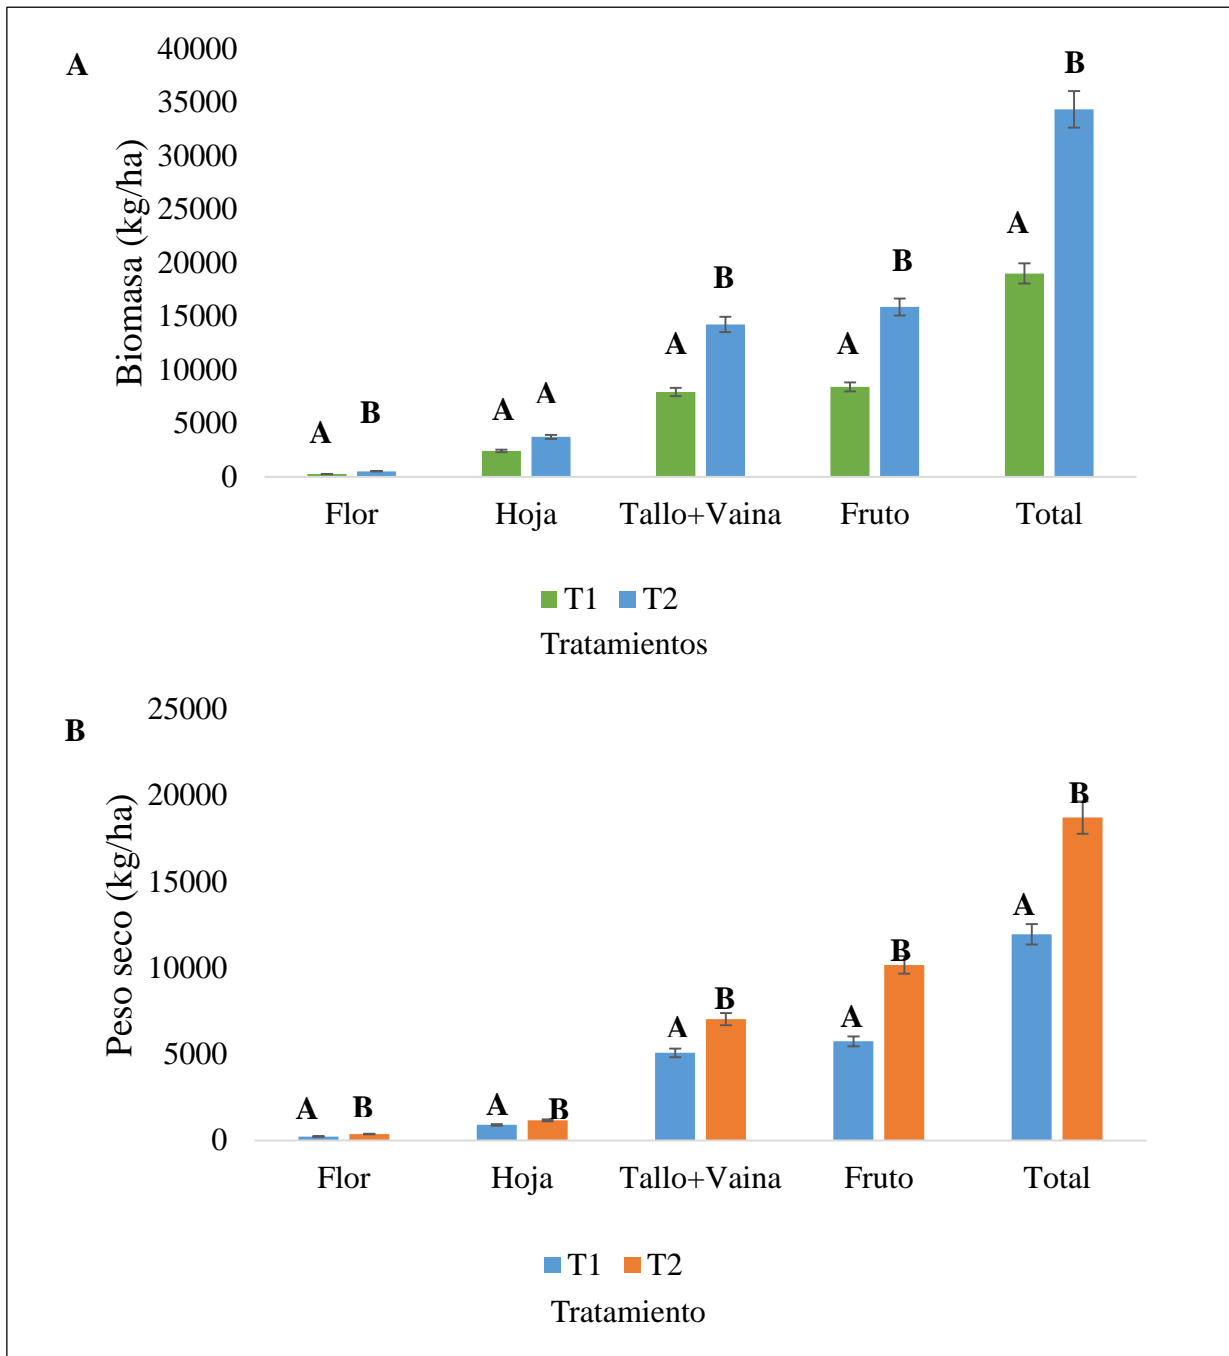 A
Biomasa (kg/ha)
40000
35000
30000
25000
20000
15000
10000
5000
0
A B
A A
A B
A B
A B
Flor Hoja Tallo+Vaina Fruto Total
T1 T2
Tratamientos
B
Peso seco (kg/ha)
25000
20000
15000
10000
5000
0
A B
A B
A B
A B
A B
Flor Hoja Tallo+Vaina Fruto Total
T1 T2
Tratamiento